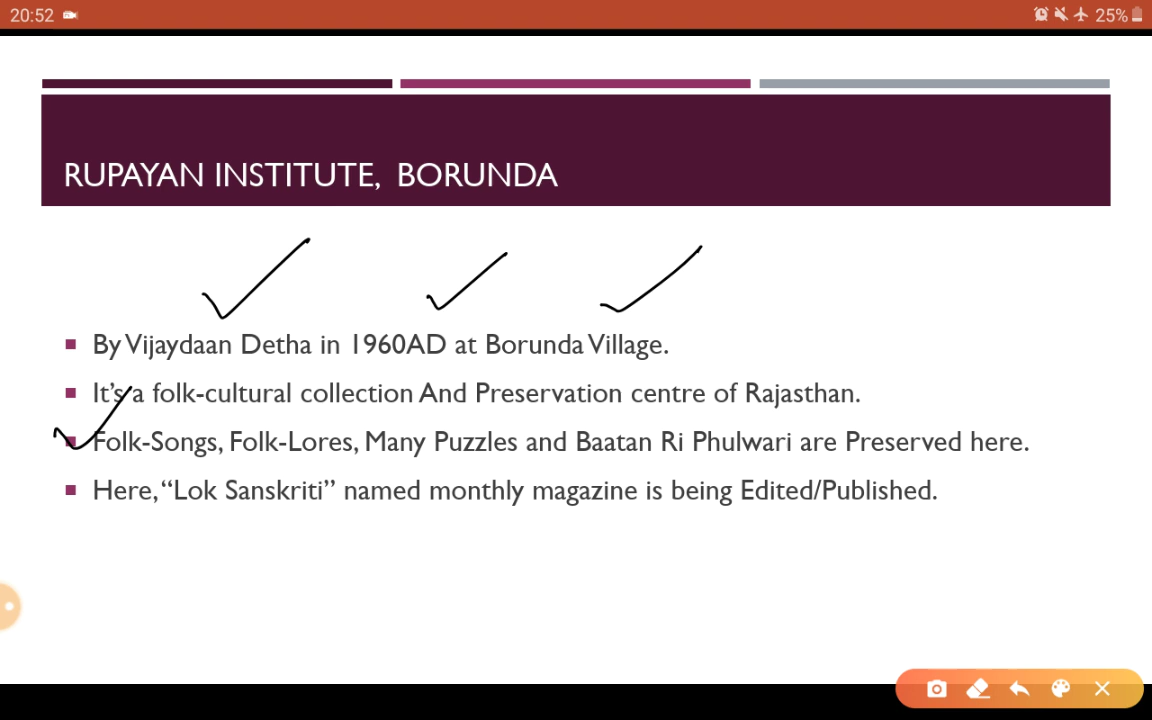 20:52
25%
RUPAYAN INSTITUTE, BORUNDA
By Vijaydaan Detha in 1960AD at Borunda Village.
It's a folk-cultural collection And Preservation centre of Rajasthan.
Folk-Songs, Folk-Lores, Many Puzzles and Baatan Ri Phulwari are Preserved here.
Here, “Lok Sanskriti” named monthly magazine is being Edited/Published.